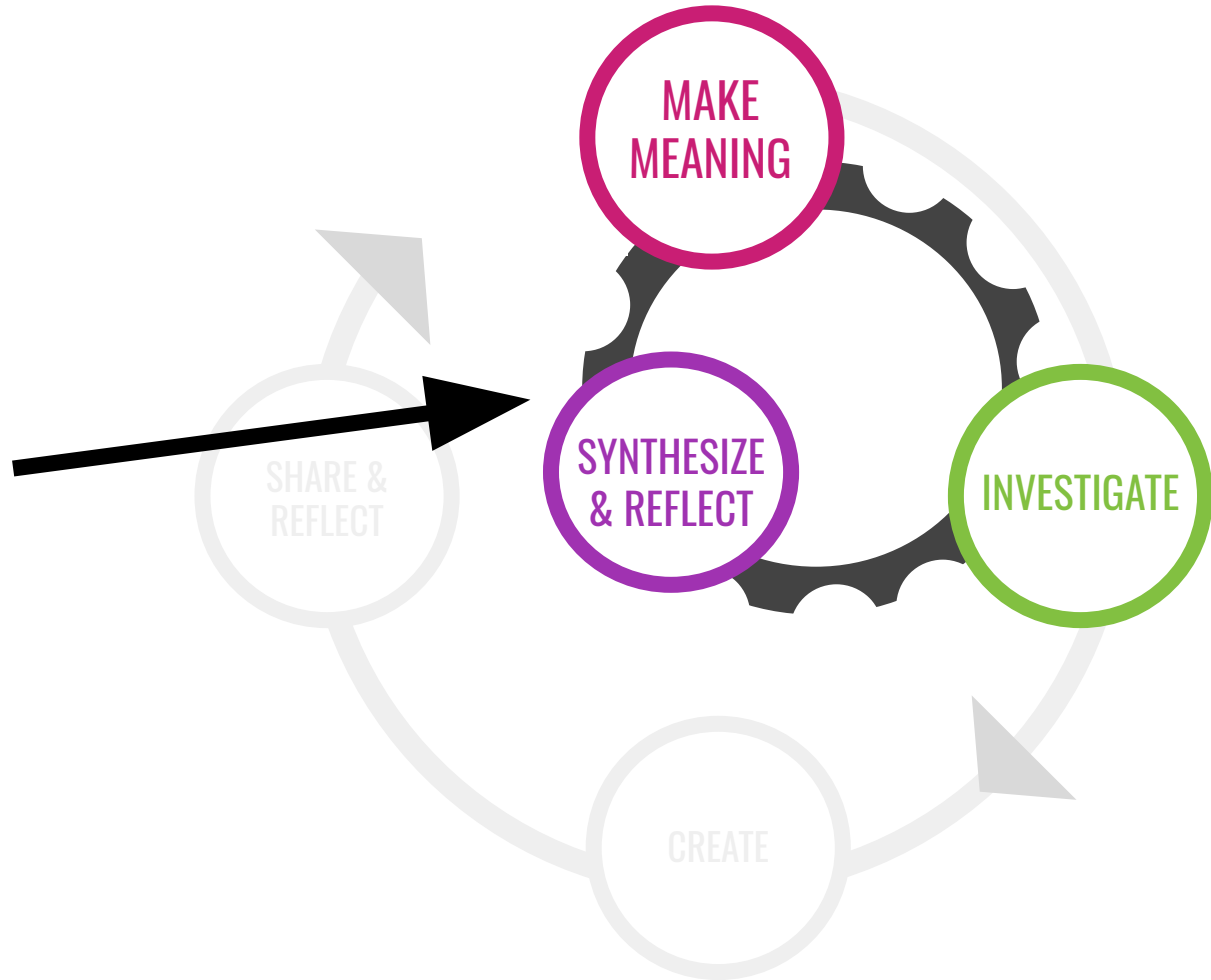 MAKE
MEANING
SYNTHESIZE
& REFLECT
INVESTIGATE
SHARE &
REFLECT
CREATE